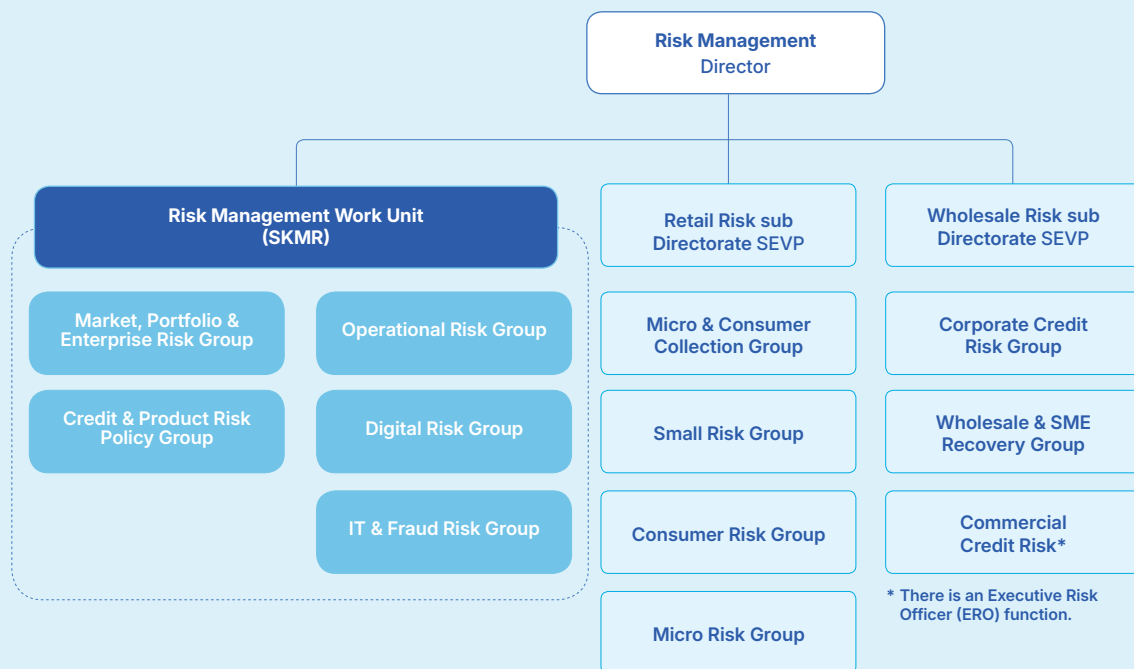 Risk Management
Director
Risk Management Work Unit
(SKMR)
Market, Portfolio &
Enterprise Risk Group
Credit & Product Risk
Policy Group
Operational Risk Group
Digital Risk Group
IT & Fraud Risk Group
Retail Risk sub
Directorate SEVP
Micro & Consumer
Collection Group
Small Risk Group
Consumer Risk Group
Micro Risk Group
Wholesale Risk sub
Directorate SEVP
Corporate Credit
Risk Group
Wholesale & SME
Recovery Group
Commercial
Credit Risk*
* There is an Executive Risk
Officer (ERO) function.